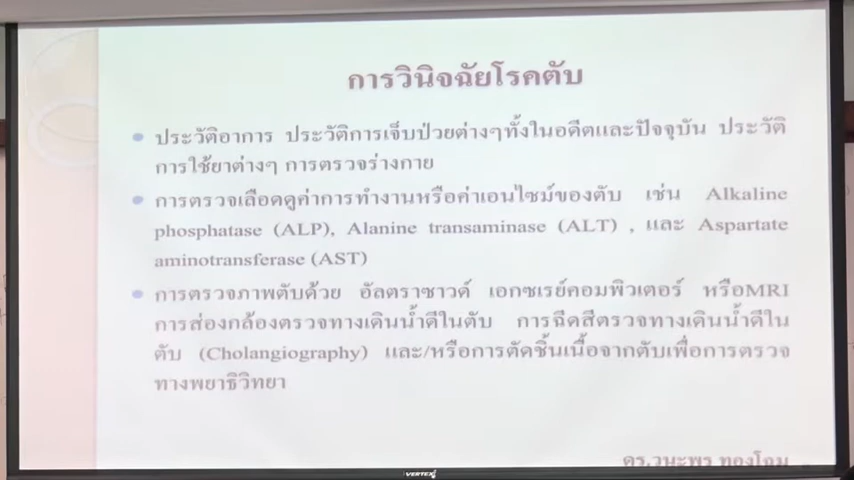 การวินิจฉัยโรคตับ
ประวัติอาการ ประวัติการเจ็บป่วยต่างๆทั้งในอดีตและปัจจุบัน ประวัติ
การใช้ยาต่างๆ การตรวจร่างกาย
การตรวจเลือดดูค่าการทำงานหรือค่าเอนไซม์ของตับ เช่น Alkaline
phosphatase (ALP), Alanine transaminase (ALT) , และ Aspartate
aminotransferase (AST)
การตรวจภาพตับด้วย อัลตราซาวด์ เอกซเรย์คอมพิวเตอร์ หรือMRI
การส่องกล้องตรวจทางเดินน้ำดีในตับ การฉีดสีตรวจทางเดินน้ำดีใน
ตับ (Cholangiography) และ/หรือการตัดชิ้นเนื้อจากตับเพื่อการตรวจ
ทางพยาธิวิทยา
ดร.วนะพร ทองโฉม
VERTEX